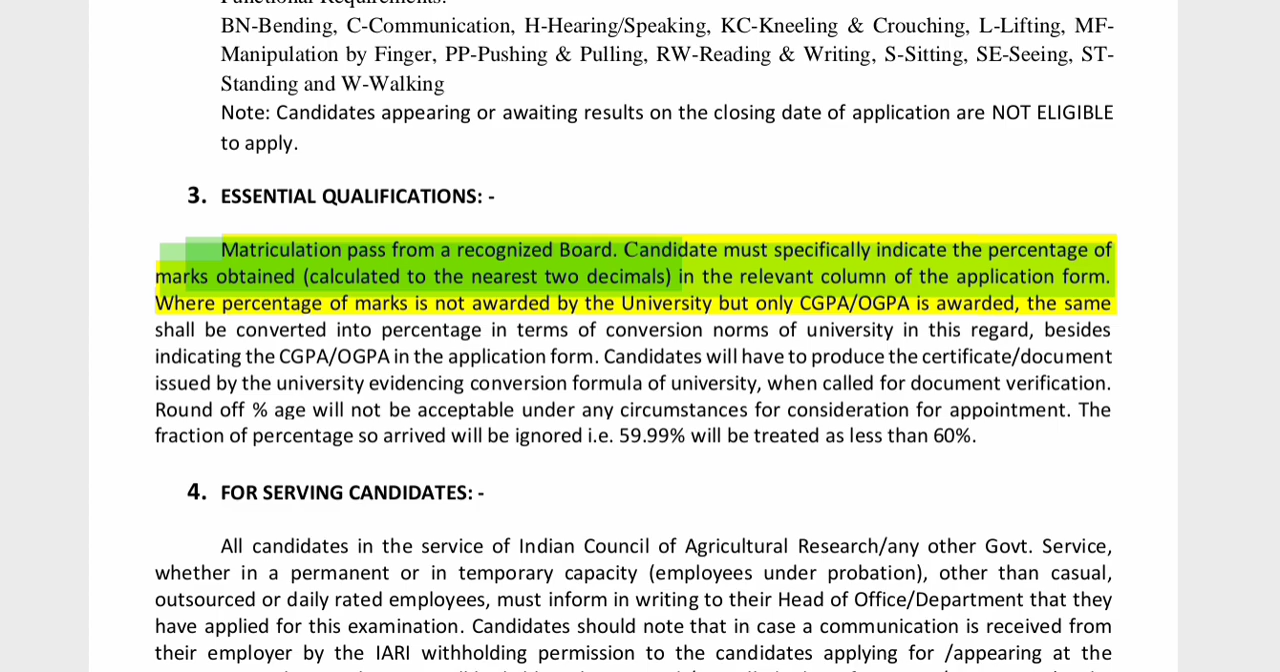 Functional Requirements:
BN-Bending, C-Communication, H-Hearing/Speaking, KC-Kneeling & Crouching, L-Lifting, MF-
Manipulation by Finger, PP-Pushing & Pulling, RW-Reading & Writing, S-Sitting, SE-Seeing, ST-
Standing and W-Walking
Note: Candidates appearing or awaiting results on the closing date of application are NOT ELIGIBLE
to apply.
3. ESSENTIAL QUALIFICATIONS: -
Matriculation pass from a recognized Board. Candidate must specifically indicate the percentage of
marks obtained (calculated to the nearest two decimals) in the relevant column of the application form.
Where percentage of marks is not awarded by the University but only CGPA/OGPA is awarded, the same
shall be converted into percentage in terms of conversion norms of university in this regard, besides
indicating the CGPA/OGPA in the application form. Candidates will have to produce the certificate/document
issued by the university evidencing conversion formula of university, when called for document verification.
Round off % age will not be acceptable under any circumstances for consideration for appointment. The
fraction of percentage so arrived will be ignored i.e. 59.99% will be treated as less than 60%.
4. FOR SERVING CANDIDATES: -
All candidates in the service of Indian Council of Agricultural Research/any other Govt. Service,
whether in a permanent or in temporary capacity (employees under probation), other than casual,
outsourced or daily rated employees, must inform in writing to their Head of Office/Department that they
have applied for this examination. Candidates should note that in case a communication is received from
their employer by the IARI withholding permission to the candidates applying for /appearing at the